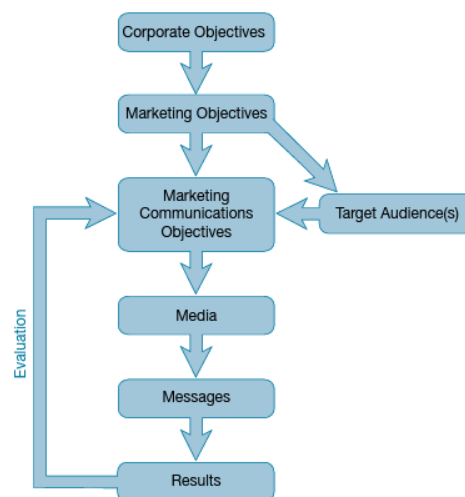 Corporate Objectives
Marketing Objectives
Marketing
Communications
Objectives
Target Audience(s)
Media
Evaluation
Messages
Results